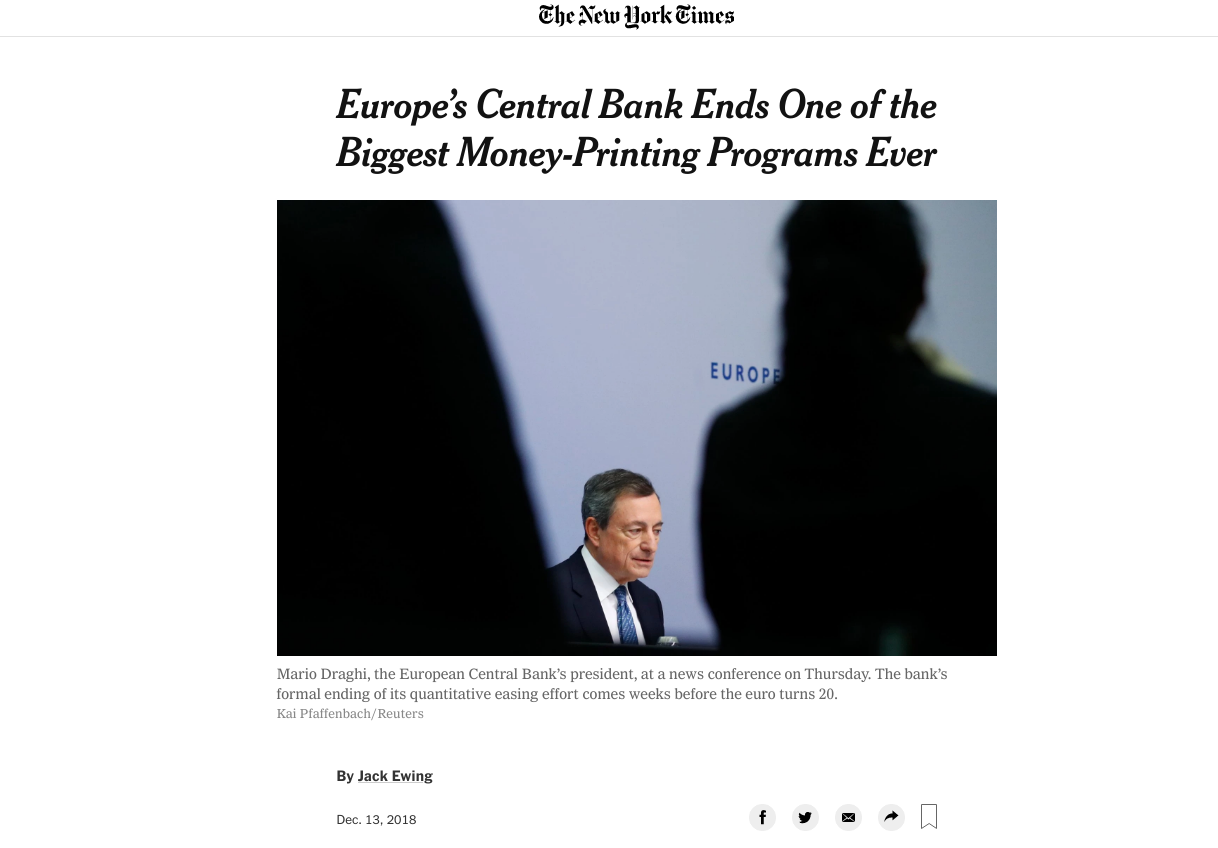 The New York Times
Europe’s Central Bank Ends One of the
Biggest Money-Printing Programs Ever
EUROPE
Mario Draghi, the European Central Bank’s president, at a news conference on Thursday. The bank’s
formal ending of its quantitative easing effort comes weeks before the euro turns 20.
Kai Pfaffenbach/Reuters
By Jack Ewing
Dec. 13, 2018